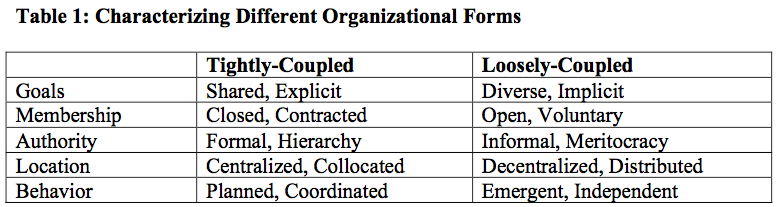 Table 1: Characterizing Different Organizational Forms
Tightly-Coupled Loosely-Coupled
Goals Shared, Explicit Diverse, Implicit
Membership Closed, Contracted Open, Voluntary
Authority Formal, Hierarchy Informal, Meritocracy
Location Centralized, Collocated Decentralized, Distributed
Behavior Planned, Coordinated Emergent, Independent